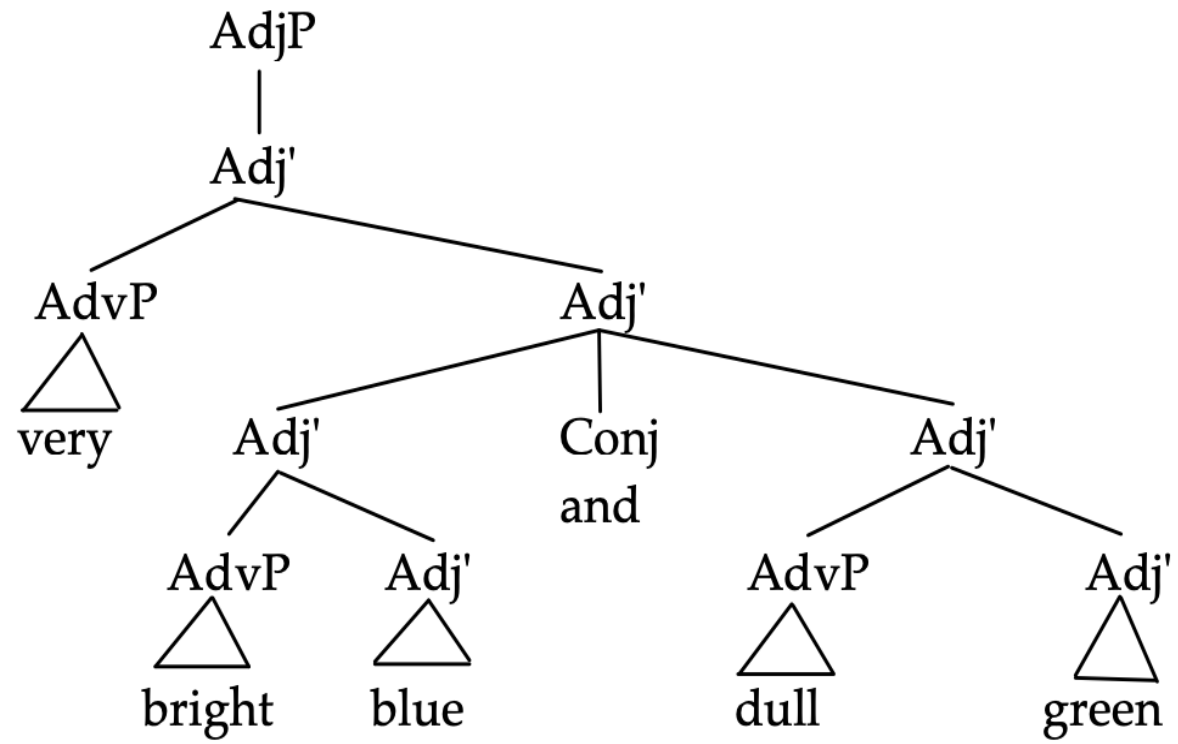 AdjP
Adj'
AdvP Adj'
very Adj' Conj Adj'
and
AdvP Adj' AdvP Adj'
bright blue dull green